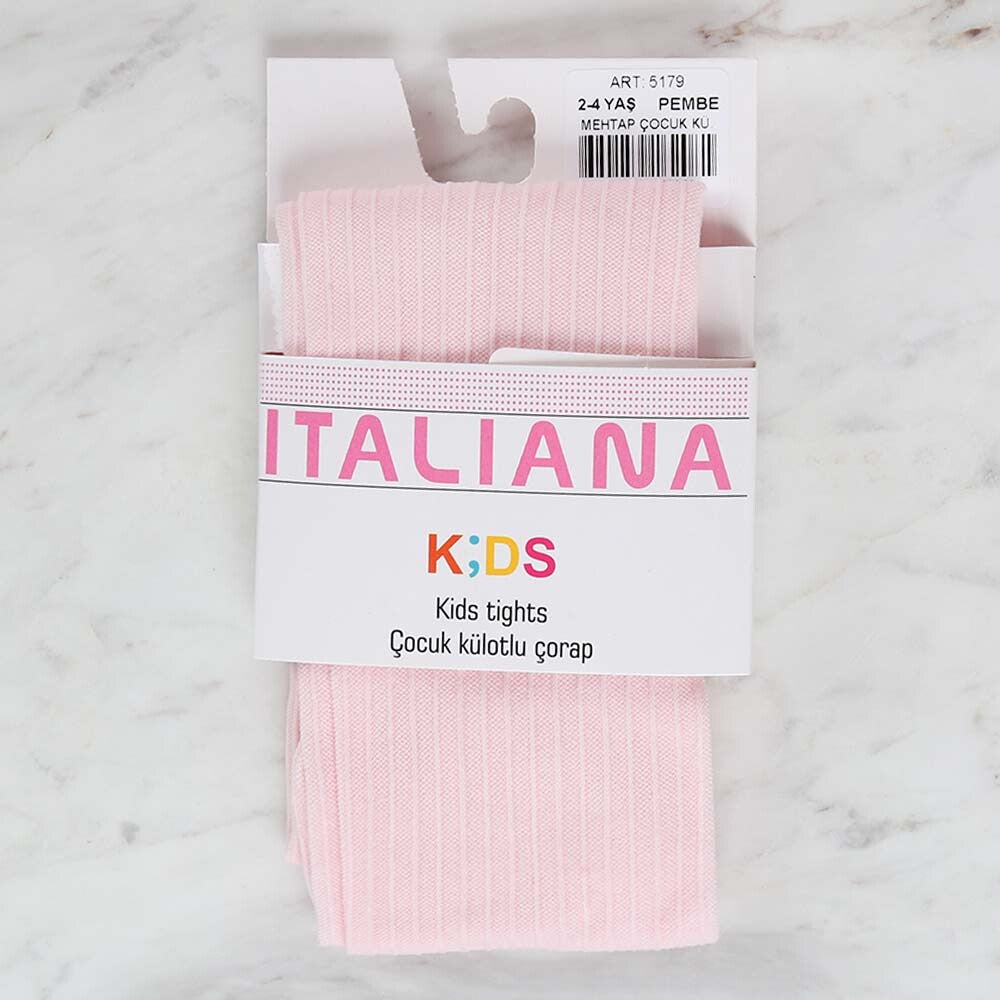 ART: 5179
2-4 YAŞ PEMBE
MEHTAP ÇOCUK KÜ
ITALIANA
K;DS
Kids tights
Çocuk külotlu çorap